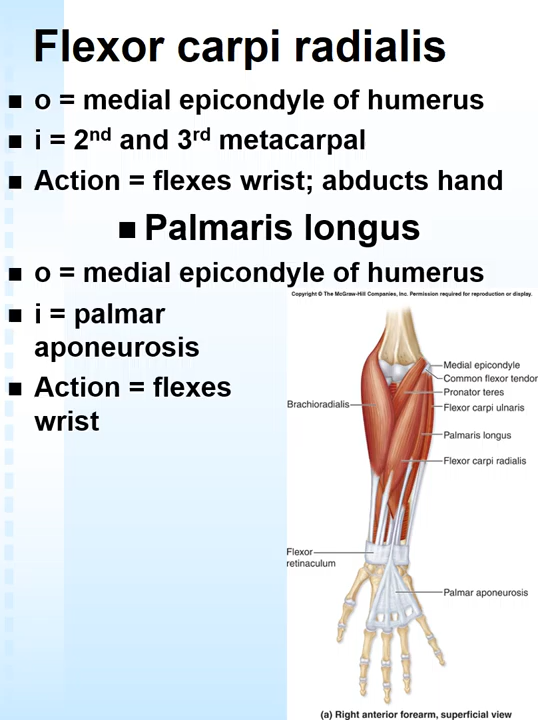 Flexor carpi radialis
■ o = medial epicondyle of humerus
■ i = 2nd and 3rd metacarpal
■ Action = flexes wrist; abducts hand
■ Palmaris longus
■ o = medial epicondyle of humerus
Copyright © The McGraw-Hill Companies, Inc. Permission required for reproduction or display.
■ i = palmar
aponeurosis
■ Action = flexes
wrist
Medial epicondyle
Common flexor tendon
Pronator teres
Brachioradialis
Flexor carpi ulnaris
Palmaris longus
Flexor carpi radialis
Flexor
retinaculum
Palmar aponeurosis
(a) Right anterior forearm, superficial view